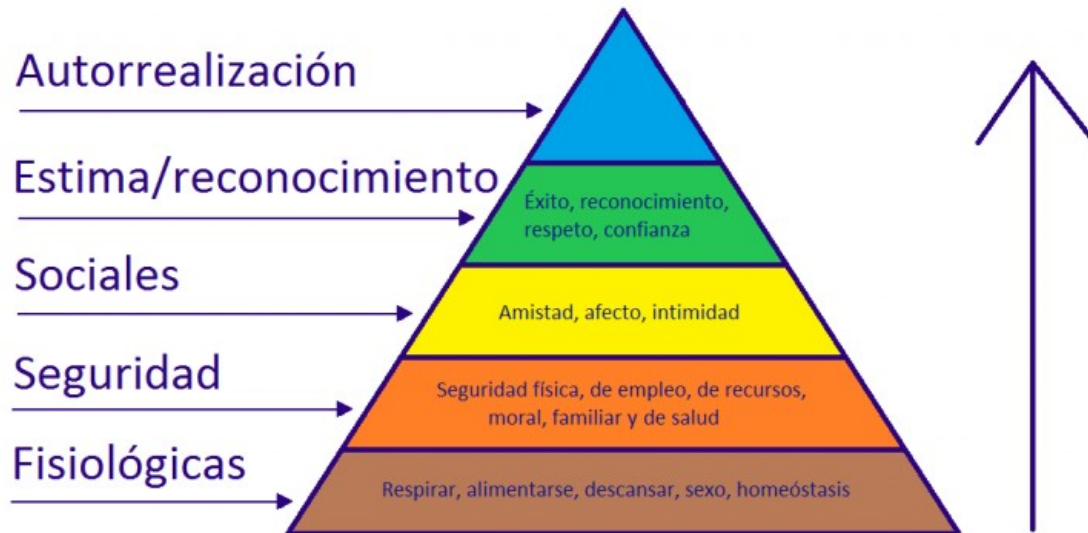 Autorrealización
Estima/reconocimiento
Éxito, reconocimiento,
respeto, confianza
Sociales
Amistad, afecto, intimidad
Seguridad
Seguridad física, de empleo, de recursos,
moral, familiar y de salud
Fisiológicas
Respirar, alimentarse, descansar, sexo, homeóstasis